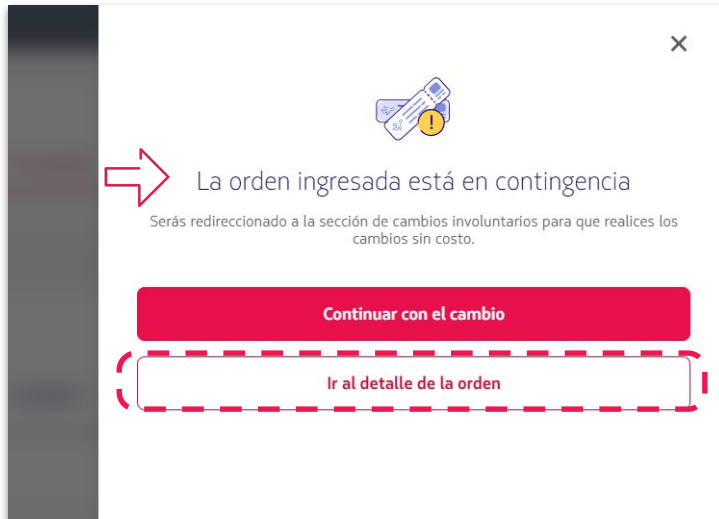 La orden ingresada está en contingencia
Serás redireccionado a la sección de cambios involuntarios para que realices los
cambios sin costo.
Continuar con el cambio
Ir al detalle de la orden